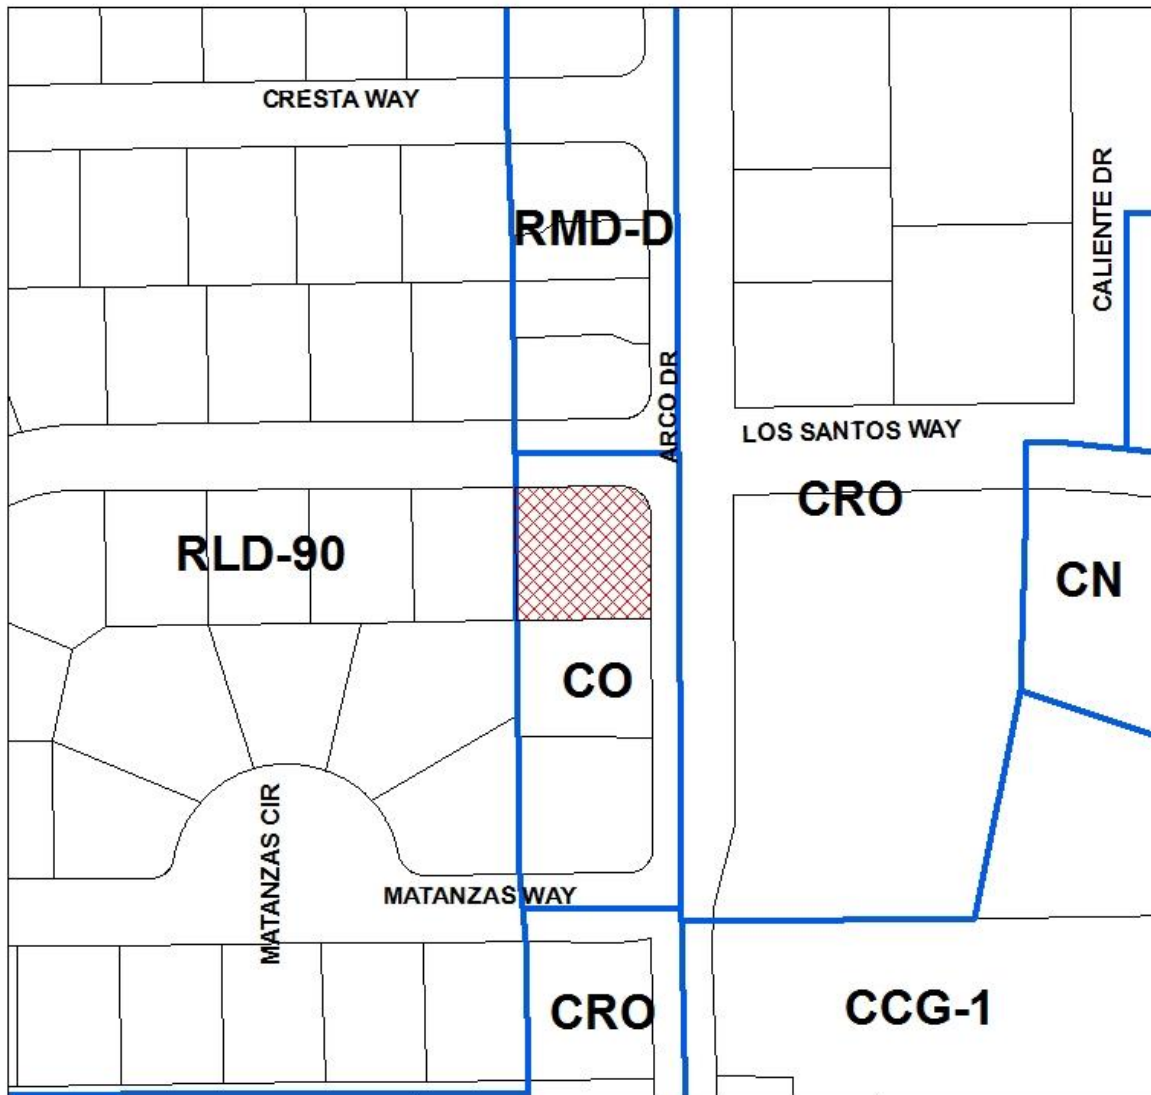 CRESTA WAY
RMD-D
CALIENTE DR
ARCO DR
LOS SANTOS WAY
CRO
RLD-90
CN
CO
MATANZAS CIR
MATANZAS WAY
CRO
CCG-1